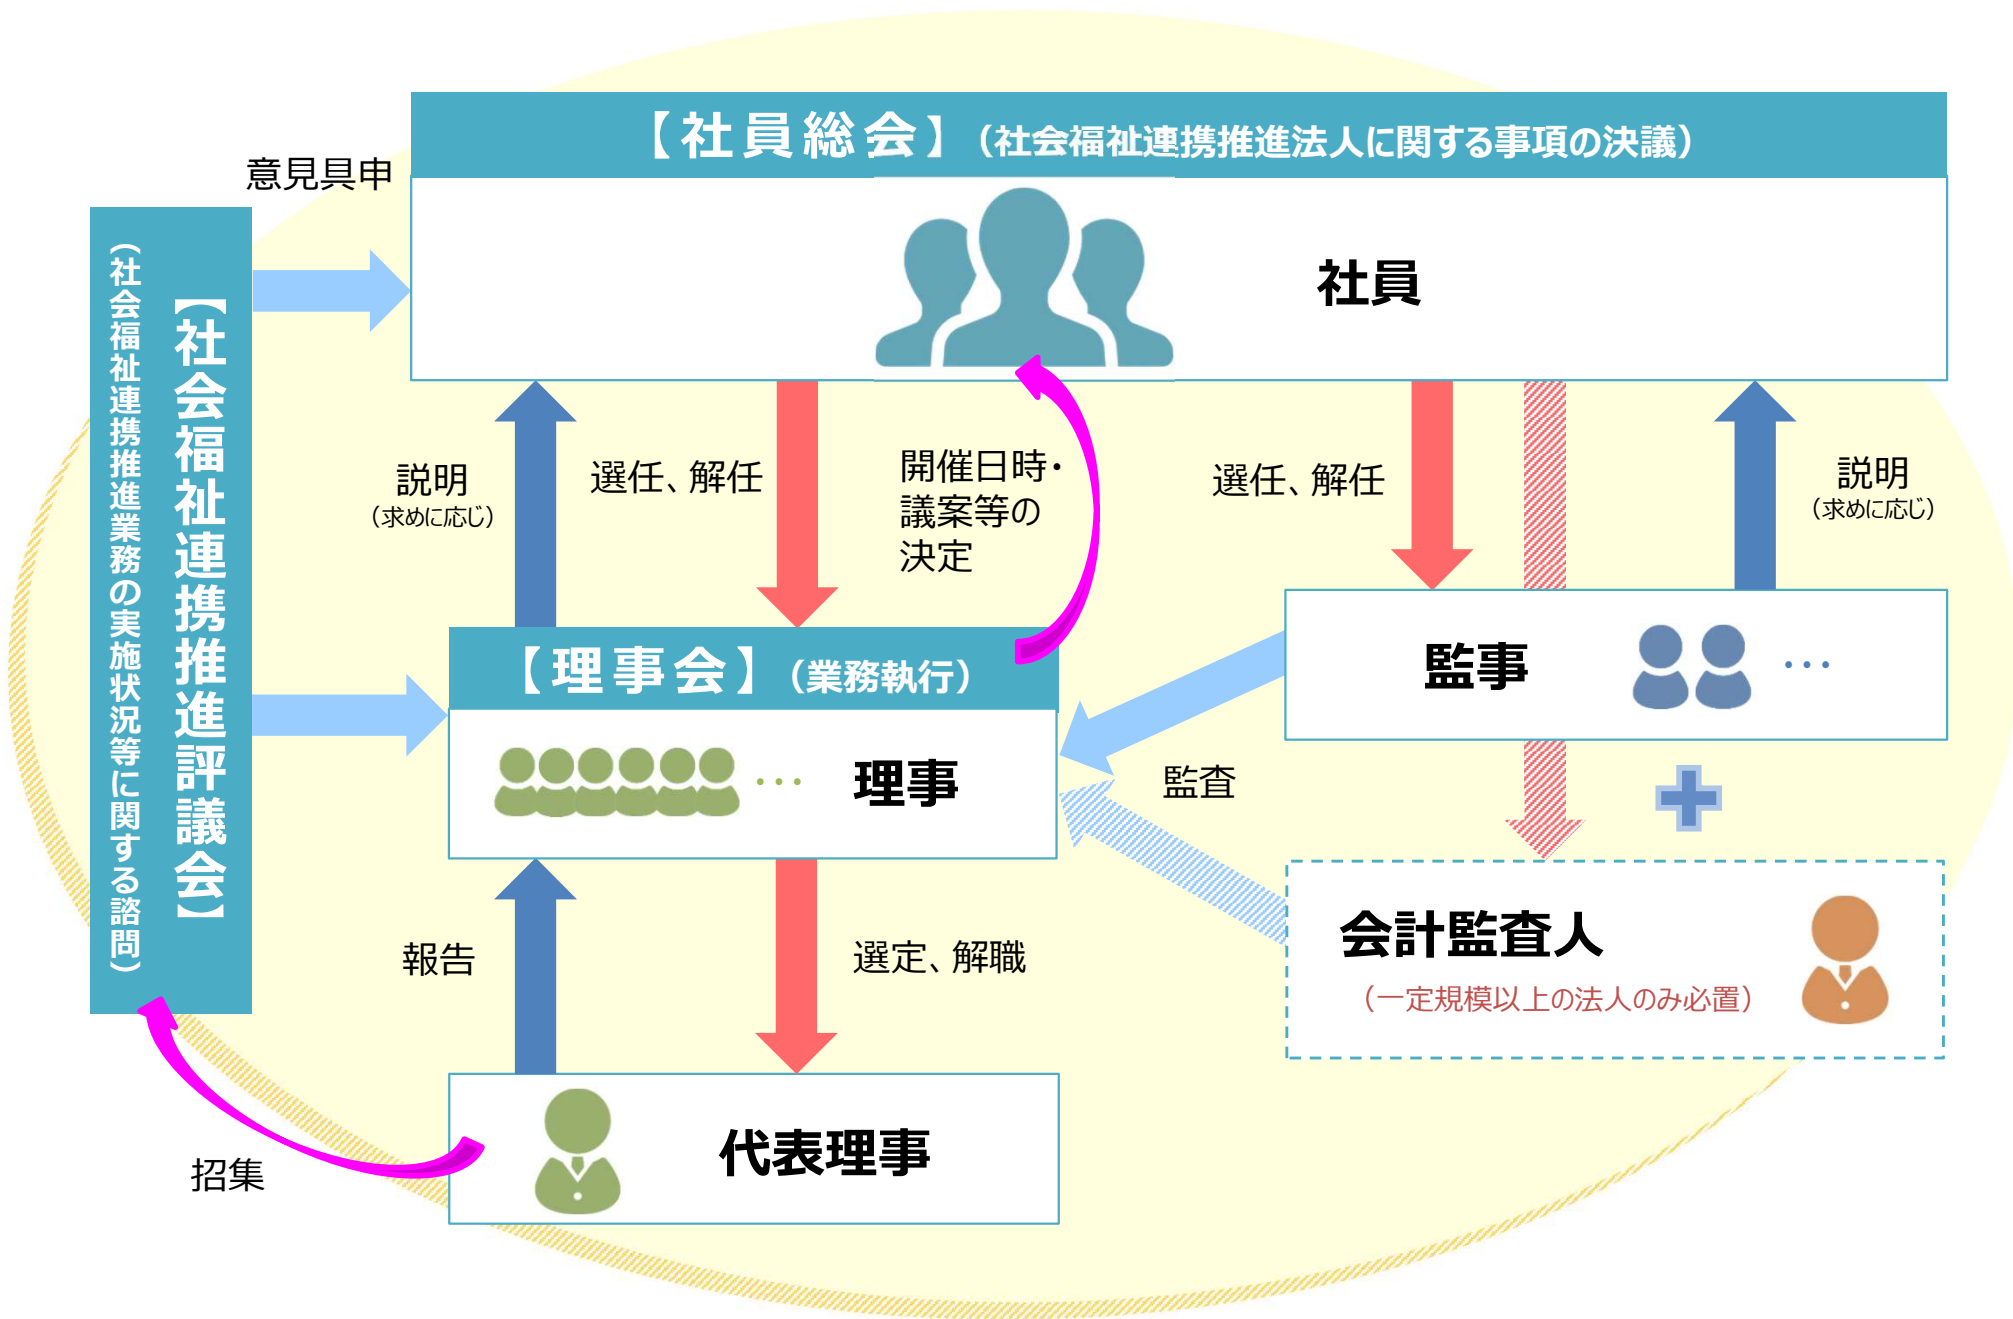 【社員総会】（社会福祉連携推進法人に関する事項の決議）
意見具申
社員
【社会福祉連携推進評議会】
（社会福祉連携推進業務の実施状況等に関する諮問）
説明
（求めに応じ）
選任、解任
開催日時・
議案等の
決定
選任、解任
説明
（求めに応じ）
【理事会】（業務執行）
・・・
理事
監事
・・・
監査
会計監査人
（一定規模以上の法人のみ必置）
報告
選定、解職
代表理事
招集